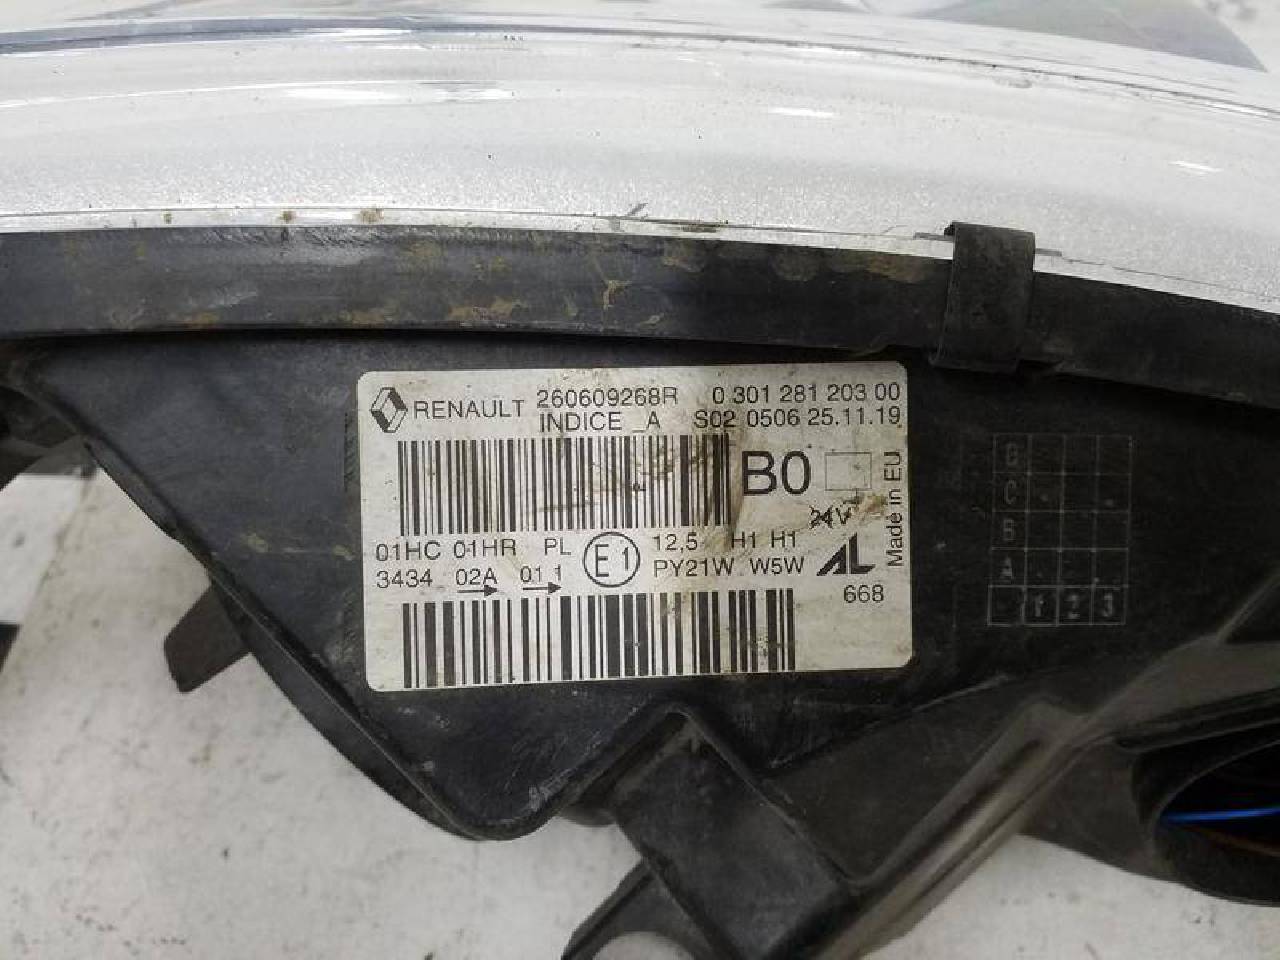 RENAULT 260609268R 0 301 281 203 00
INDICE _A S02 0506 25.11.19
B0
Made in EU
24V
01HC 01HR PL E1 12,5 H1 H1
3434 02A 01 1 PY21W W5W AL
668
G
C
B
A
1 2 3